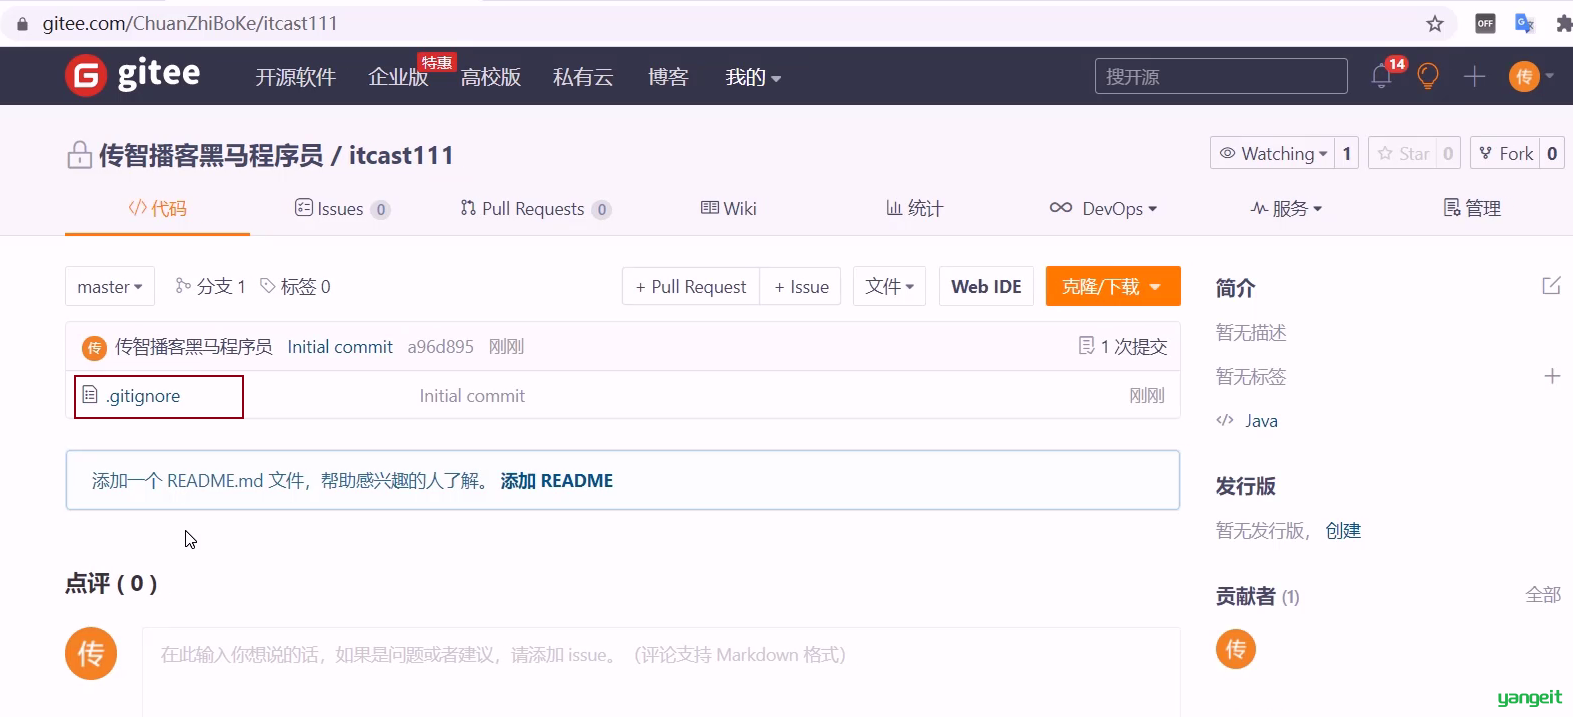 gitee.com/ChuanZhiBoKe/itcast111
OFF
G
gitee 开源软件 企业版 特惠 高校版 私有云 博客 我的 搜开源 14 传
传智播客黑马程序员 / itcast111 Watching 1 Star 0 Fork 0
代码 Issues 0 Pull Requests 0 Wiki 统计 DevOps 服务 管理
master 分支 1 标签 0 + Pull Request + Issue 文件 Web IDE 克隆/下载
传 传智播客黑马程序员 Initial commit a96d895 刚刚 1 次提交
.gitignore Initial commit 刚刚
添加一个 README.md 文件，帮助感兴趣的人了解。 添加 README
点评 ( 0 )
传 在此输入你想说的话，如果是问题或者建议，请添加 issue。（评论支持 Markdown 格式）
简介
暂无描述
暂无标签
Java
发行版
暂无发行版， 创建
贡献者 (1) 全部
传
yangeit